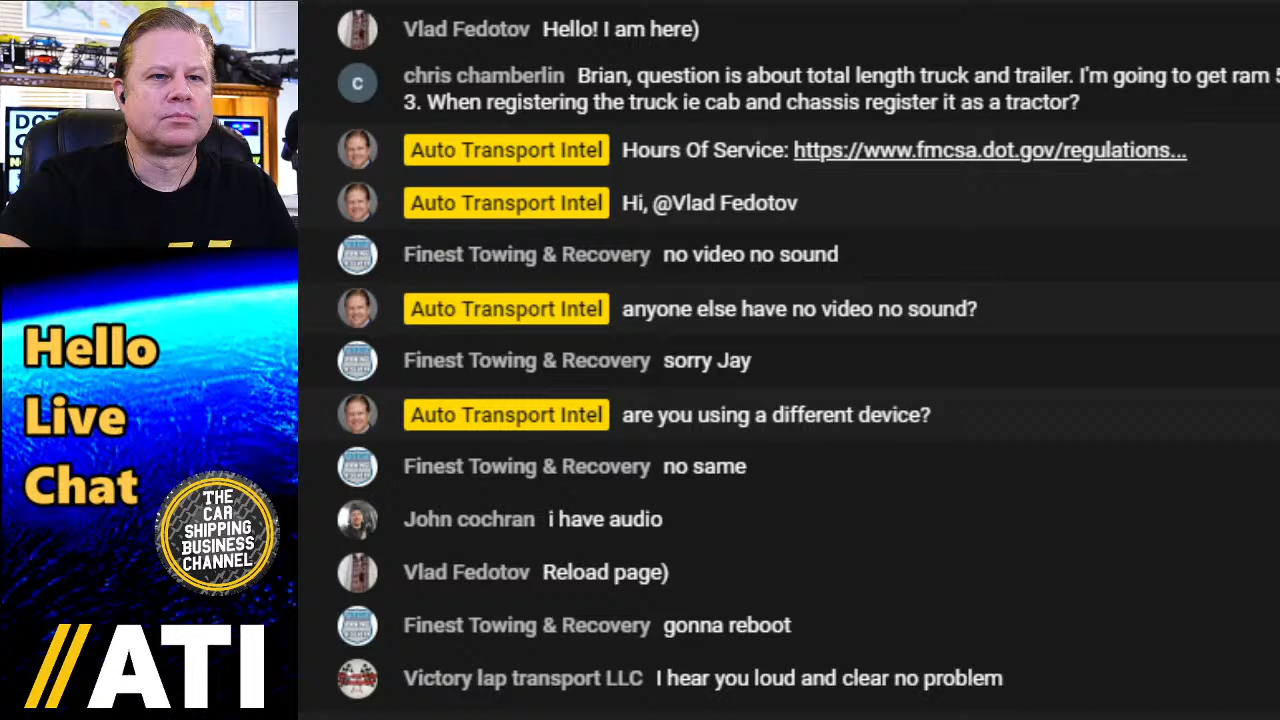 DOT
Hello
Live
Chat
THE
CAR
SHIPPING
BUSINESS
CHANNEL
//ATI
Vlad Fedotov Hello! I am here)
C chris chamberlin Brian, question is about total length truck and trailer. I'm going to get ram
3. When registering the truck ie cab and chassis register it as a tractor?
Auto Transport Intel Hours Of Service: https://www.fmcsa.dot.gov/regulations...
Auto Transport Intel Hi, @Vlad Fedotov
Finest Towing & Recovery no video no sound
Auto Transport Intel anyone else have no video no sound?
Finest Towing & Recovery sorry Jay
Auto Transport Intel are you using a different device?
Finest Towing & Recovery no same
John cochran i have audio
Vlad Fedotov Reload page)
Finest Towing & Recovery gonna reboot
Victory lap transport LLC I hear you loud and clear no problem